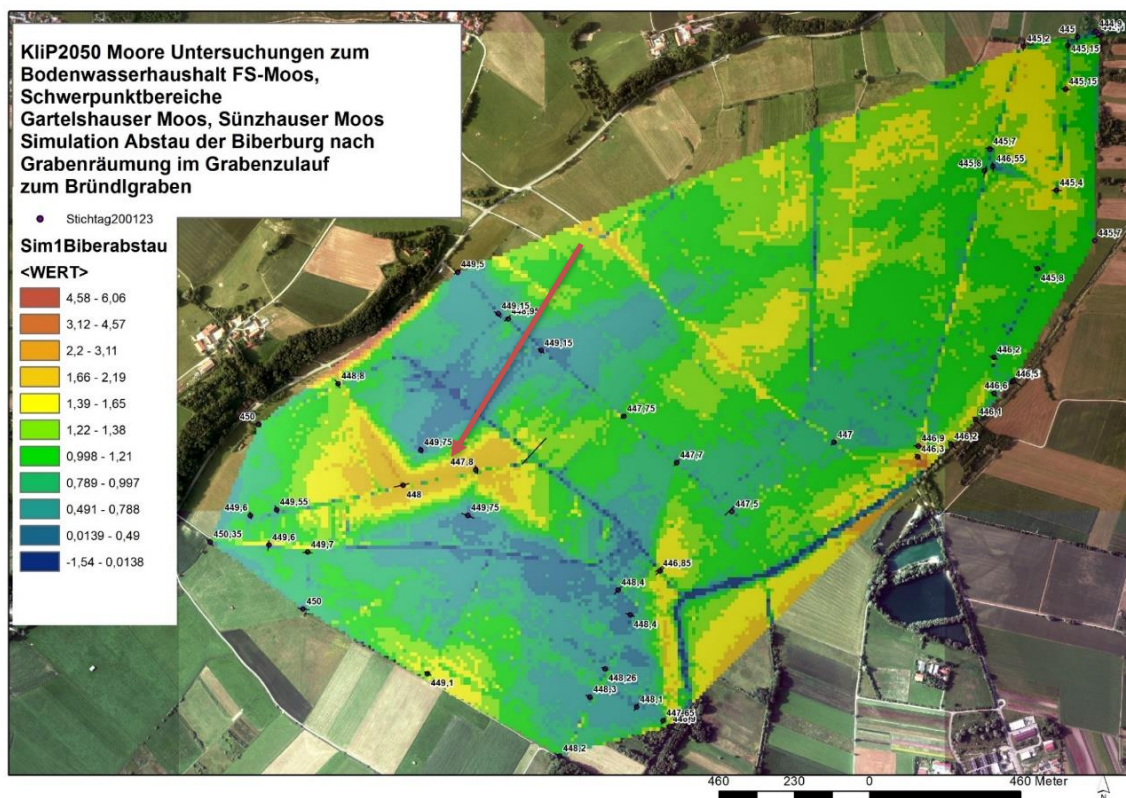 KliP2050 Moore Untersuchungen zum
Bodenwasserhaushalt FS-Moos,
Schwerpunktbereiche
Gartelshauser Moos, Sünzhauser Moos
Simulation Abstau der Biberburg nach
Grabenräumung im Grabenzulauf
zum Bründlgraben
Stichtag200123
Sim1Biberabstau
<WERT>
4,58 - 6,06
3,12 - 4,57
2,2 - 3,11
1,66 - 2,19
1,39 - 1,65
1,22 - 1,38
0,998 - 1,21
0,789 - 0,997
0,491 - 0,788
0,0139 - 0,49
-1,54 - 0,0138
445,2
445
445,15
445,15
445,7
445,8
446,55
445,4
445,7
445,8
449,5
449,15
449,15
448,8
446,2
446,5
446,6
446,1
446,2
450
447,75
447
446,9
446,3
449,75
447,8
447,7
448
449,55
449,6
449,75
447,5
450,35
449,6
449,7
446,85
448,4
450
448,4
448,26
449,1
448,3
448,1
447,65
448,2
460
230
0
460 Meter